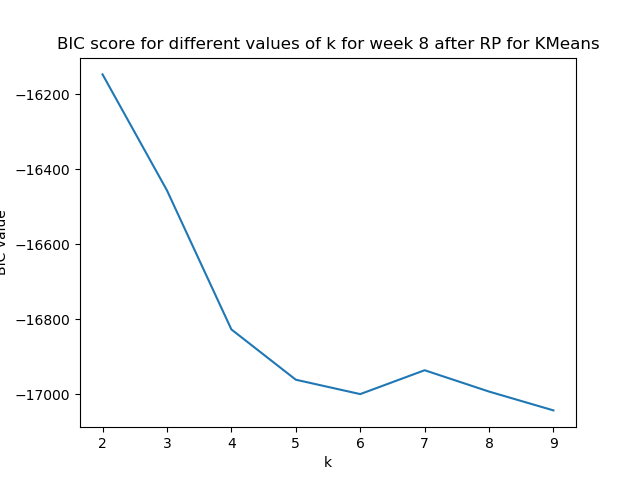 BIC score for different values of k for week 8 after RP for KMeans
−16200
−16400
−16600
−16800
−17000
BIC value
2 3 4 5 6 7 8 9
k